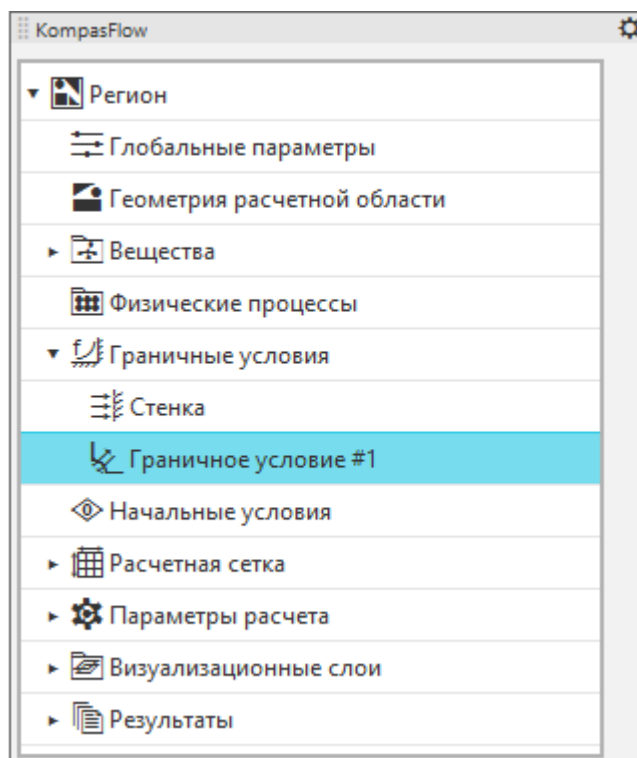 KompasFlow
Регион
Глобальные параметры
Геометрия расчетной области
Вещества
Физические процессы
Граничные условия
Стенка
Граничное условие #1
Начальные условия
Расчетная сетка
Параметры расчета
Визуализационные слои
Результаты